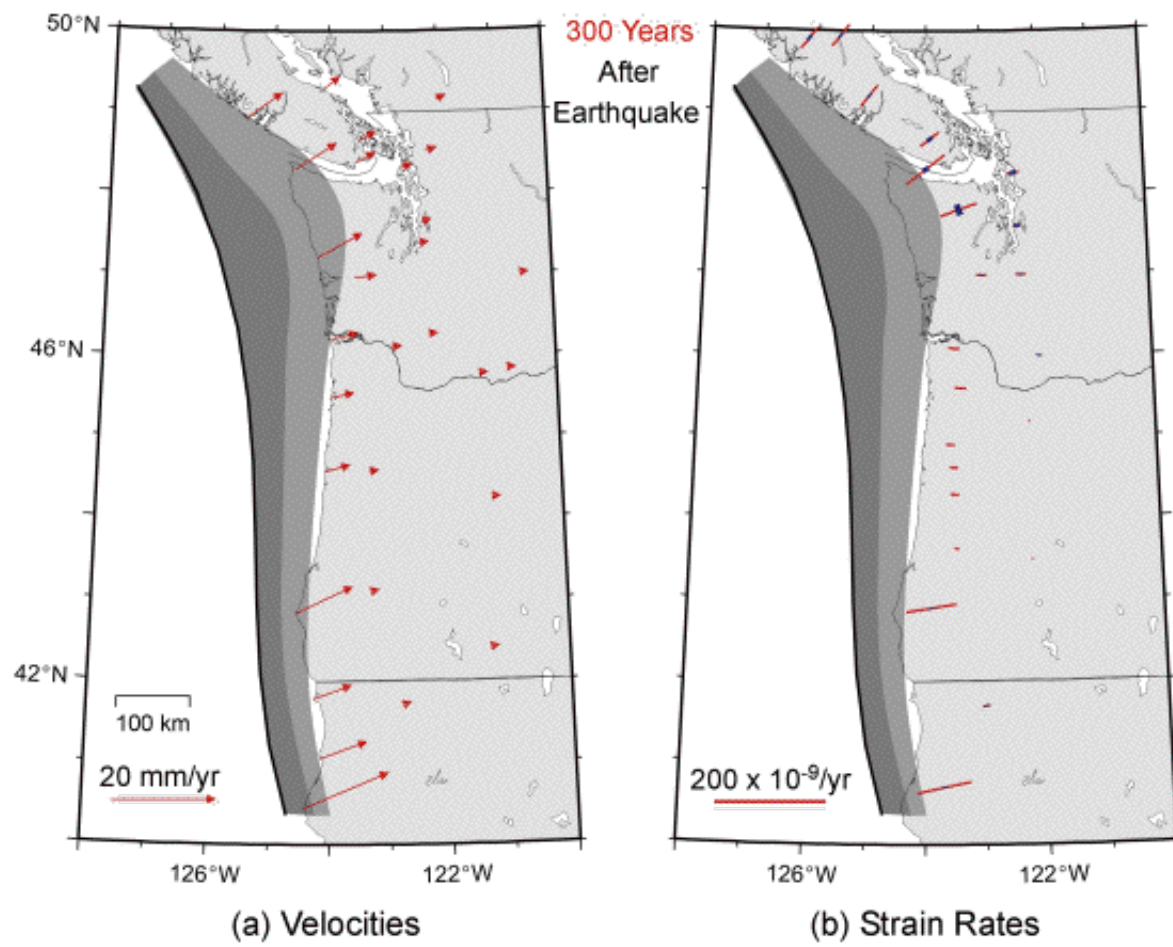 50°N
46°N
42°N
100 km
20 mm/yr
126°W
122°W
(a) Velocities
300 Years
After
Earthquake
200 x 10⁻⁹/yr
126°W
122°W
(b) Strain Rates